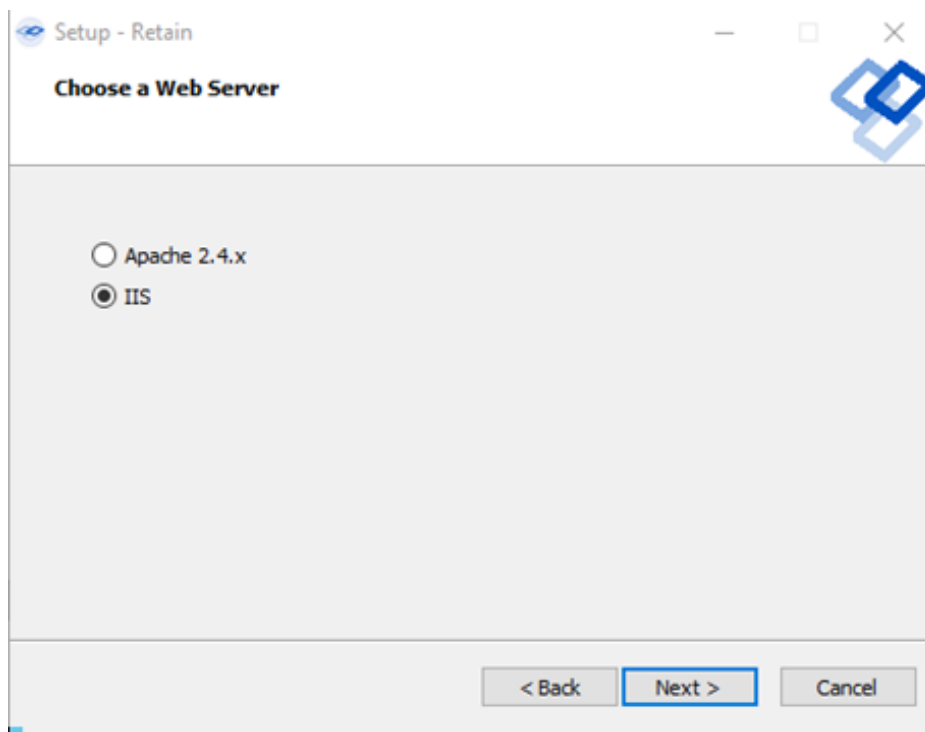 Setup - Retain
Choose a Web Server
Apache 2.4.x
IIS
< Back
Next >
Cancel